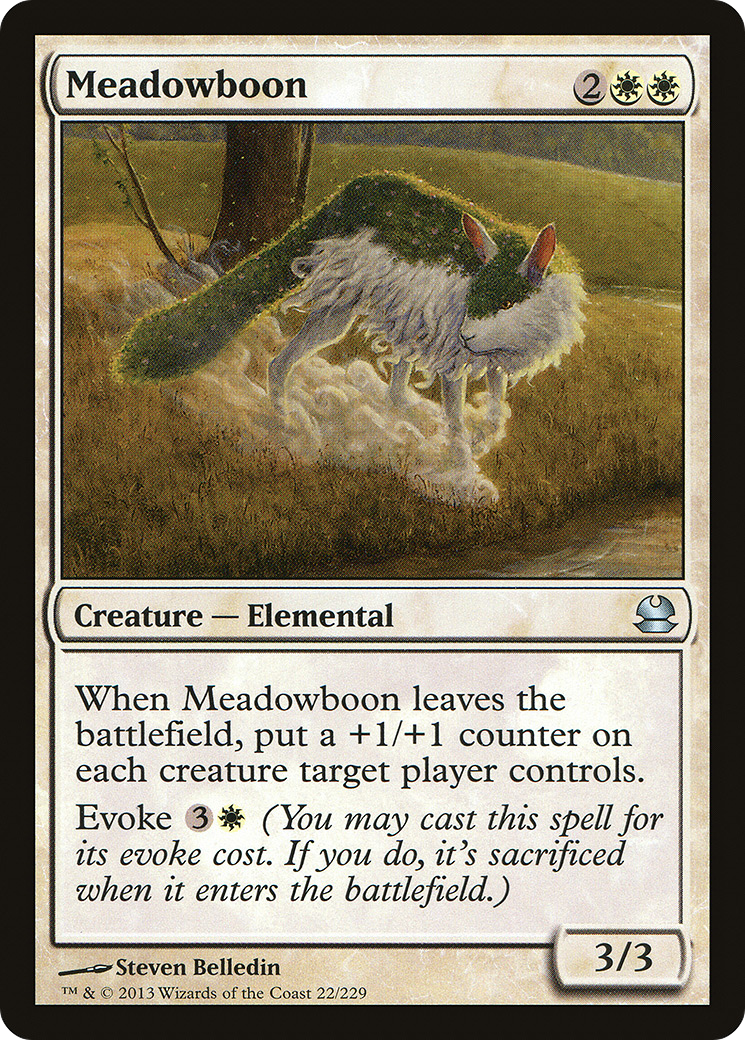 Meadowboon 2
Creature — Elemental
When Meadowboon leaves the
battlefield, put a +1/+1 counter on
each creature target player controls.
Evoke 3 (You may cast this spell for
its evoke cost. If you do, it's sacrificed
when it enters the battlefield.)
3/3
Steven Belledin
™ & © 2013 Wizards of the Coast 22/229